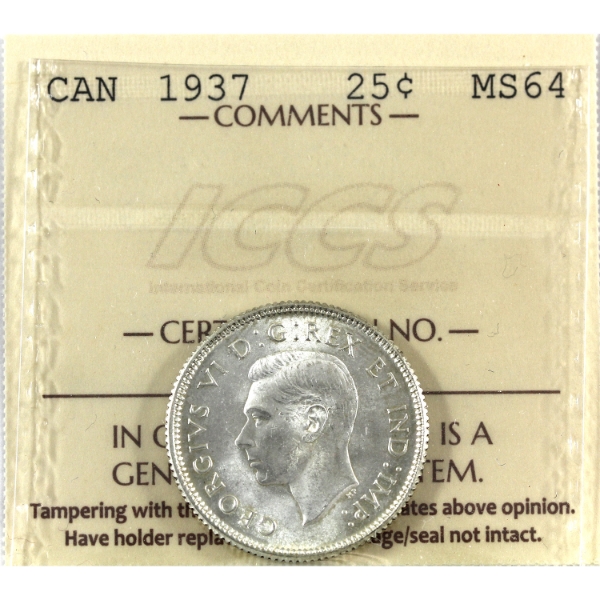 CAN 1937 25¢ MS64
—COMMENTS—
ICCS
International Coin Certification Service
— CERT NO. —
IN IS A
GEN TEM.
Tampering with th ates above opinion.
Have holder repla ge/seal not intact.
GEORGIVS VI D:G:REX ET IND:IMP: